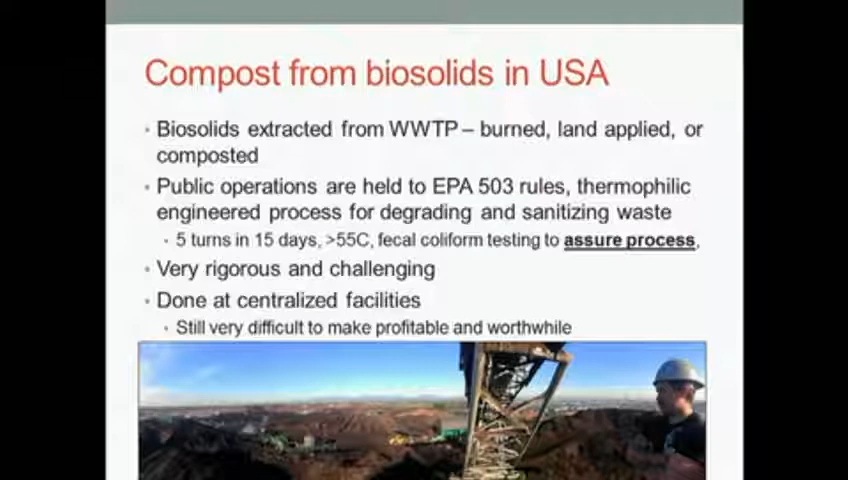 Compost from biosolids in USA
Biosolids extracted from WWTP – burned, land applied, or
composted
Public operations are held to EPA 503 rules, thermophilic
engineered process for degrading and sanitizing waste
5 turns in 15 days, >55C, fecal coliform testing to assure process,
Very rigorous and challenging
Done at centralized facilities
Still very difficult to make profitable and worthwhile